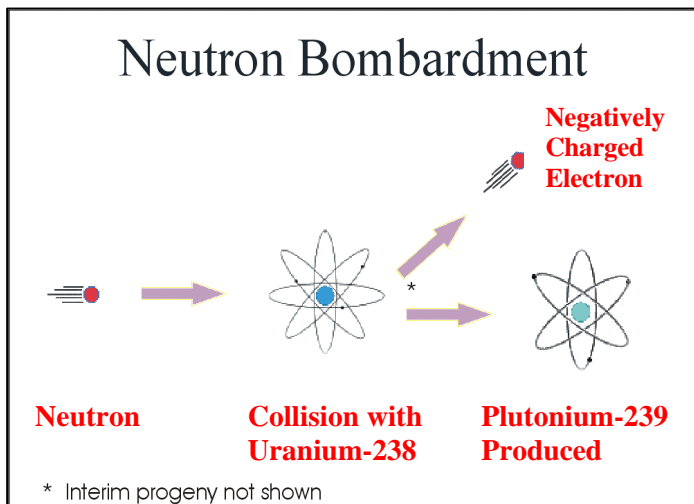 Neutron Bombardment
Negatively
Charged
Electron
*
Neutron
Collision with
Uranium-238
Plutonium-239
Produced
* Interim progeny not shown